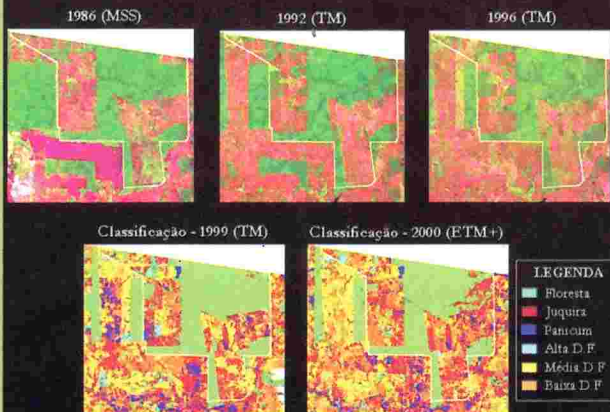 1986 (MSS)
1992 (TM)
1996 (TM)
Classificação - 1999 (TM)
Classificação - 2000 (ETM+)
LEGENDA
Floresta
Juquira
Panicum
Alta D.F
Média D.F
Baixa D.F